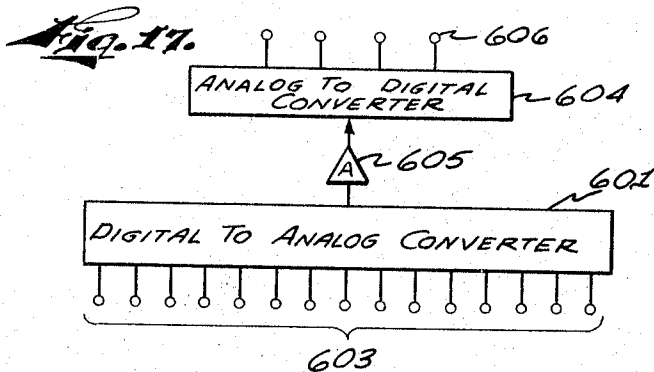 Fig. 17.
606
ANALOG TO DIGITAL
CONVERTER
604
A
605
601
DIGITAL TO ANALOG CONVERTER
603